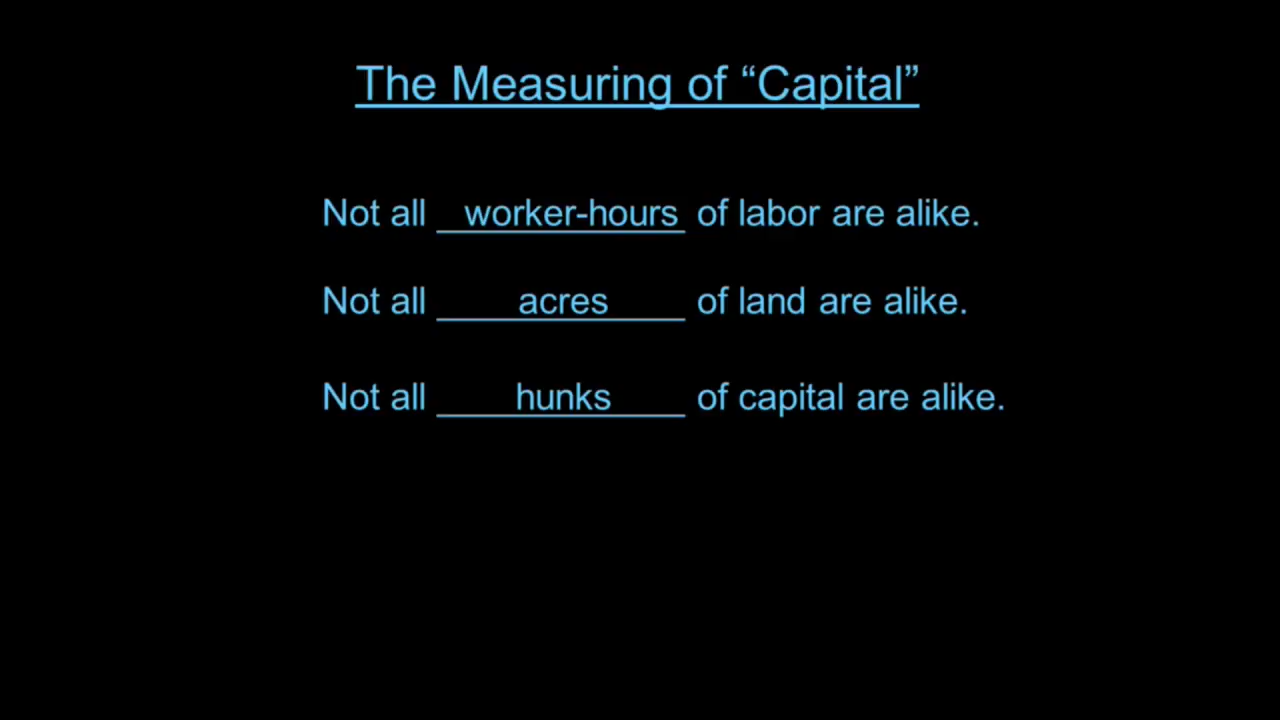 The Measuring of “Capital”
Not all worker-hours of labor are alike.
Not all acres of land are alike.
Not all hunks of capital are alike.